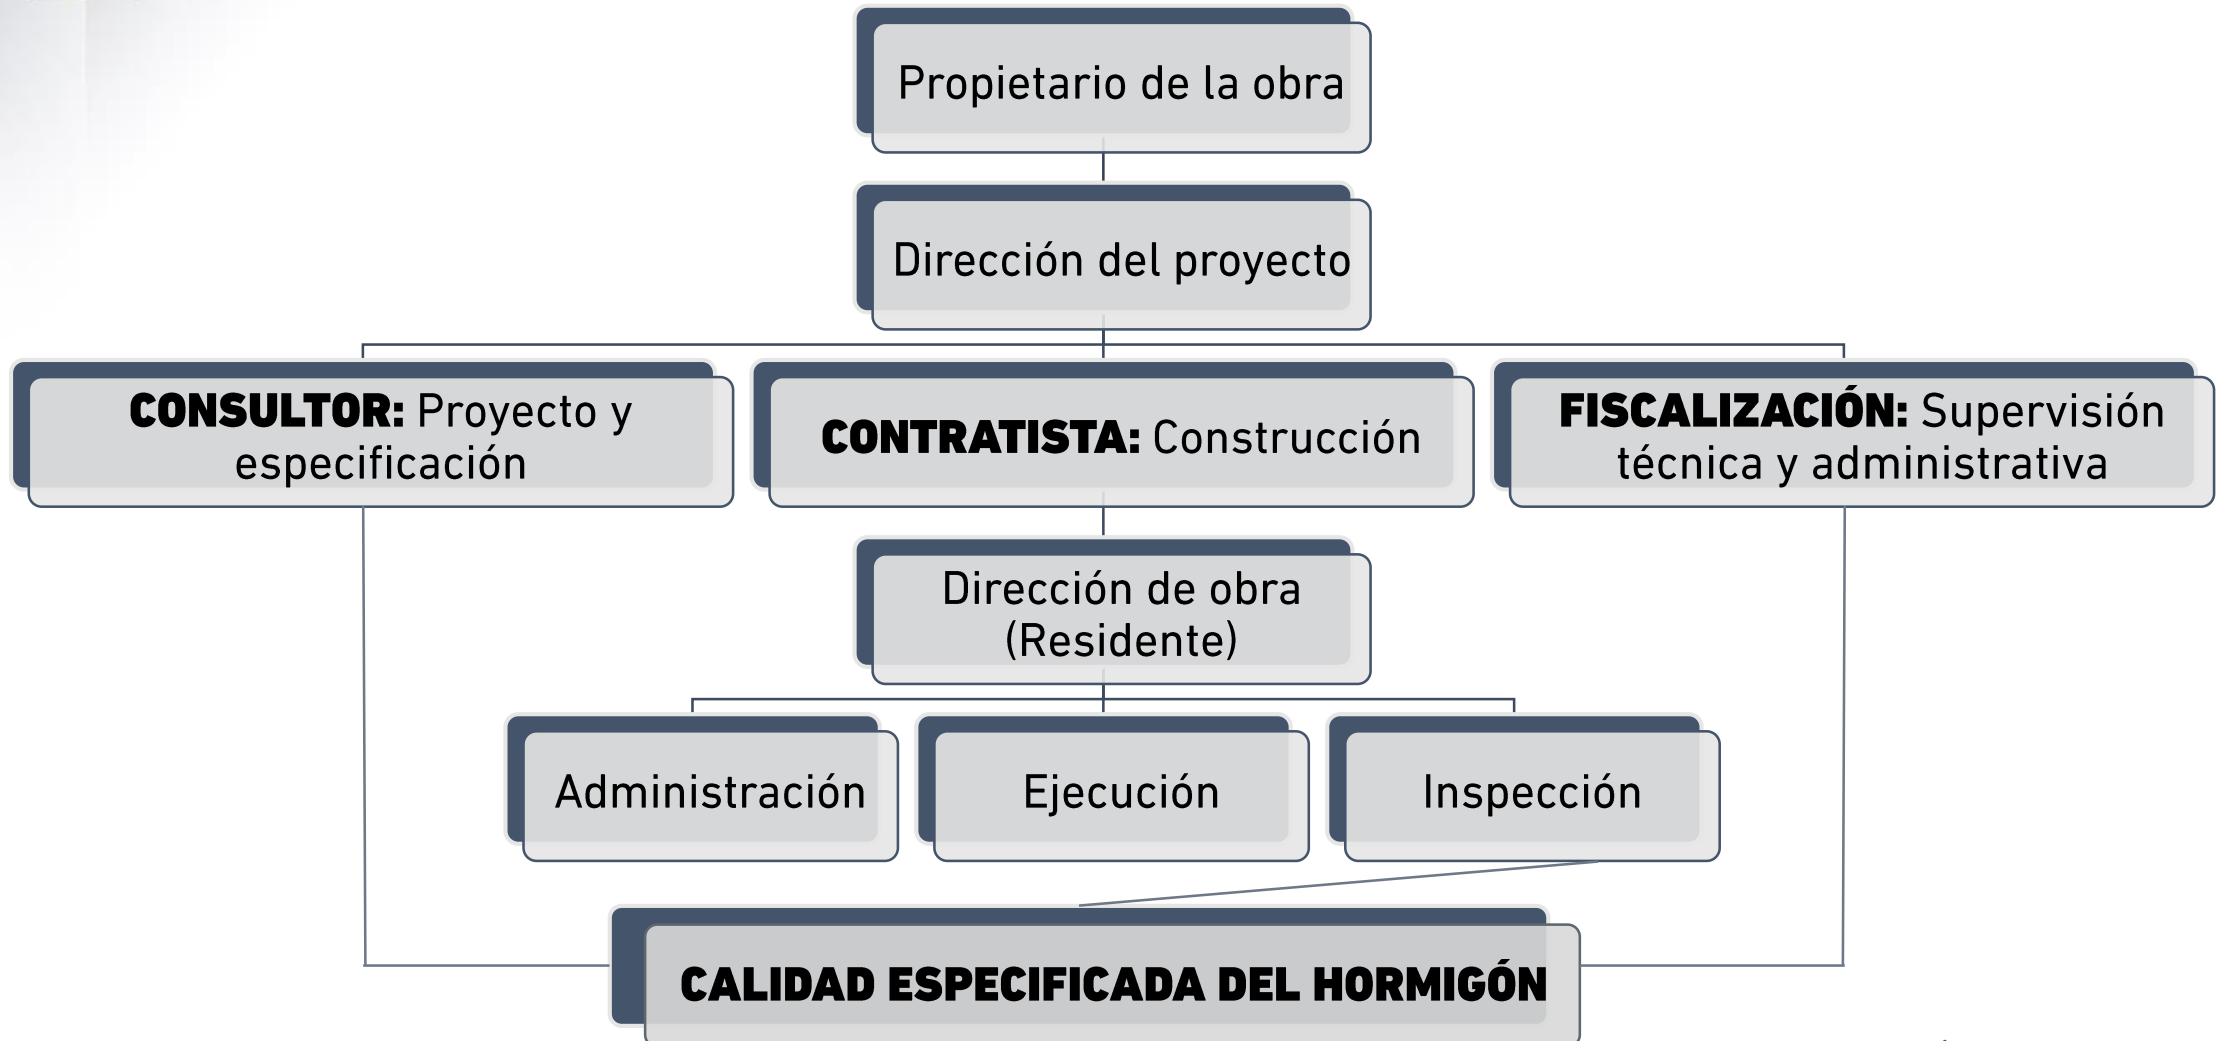 Propietario de la obra
Dirección del proyecto
CONSULTOR: Proyecto y
especificación
CONTRATISTA: Construcción
FISCALIZACIÓN: Supervisión
técnica y administrativa
Dirección de obra
(Residente)
Administración
Ejecución
Inspección
CALIDAD ESPECIFICADA DEL HORMIGÓN